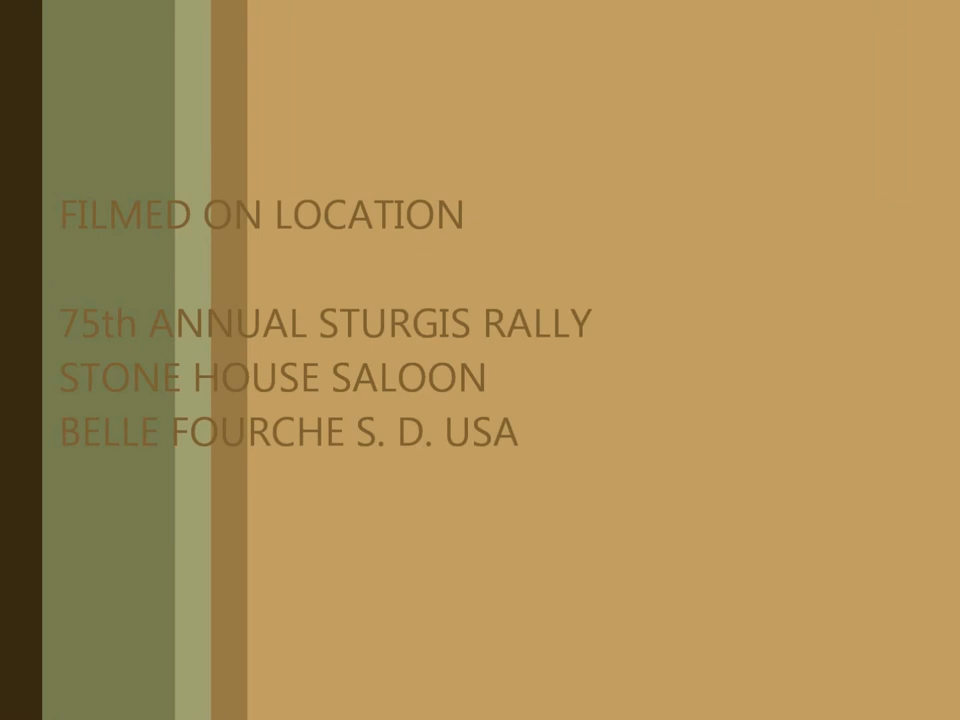 FILMED ON LOCATION
75th ANNUAL STURGIS RALLY
STONE HOUSE SALOON
BELLE FOURCHE S. D. USA